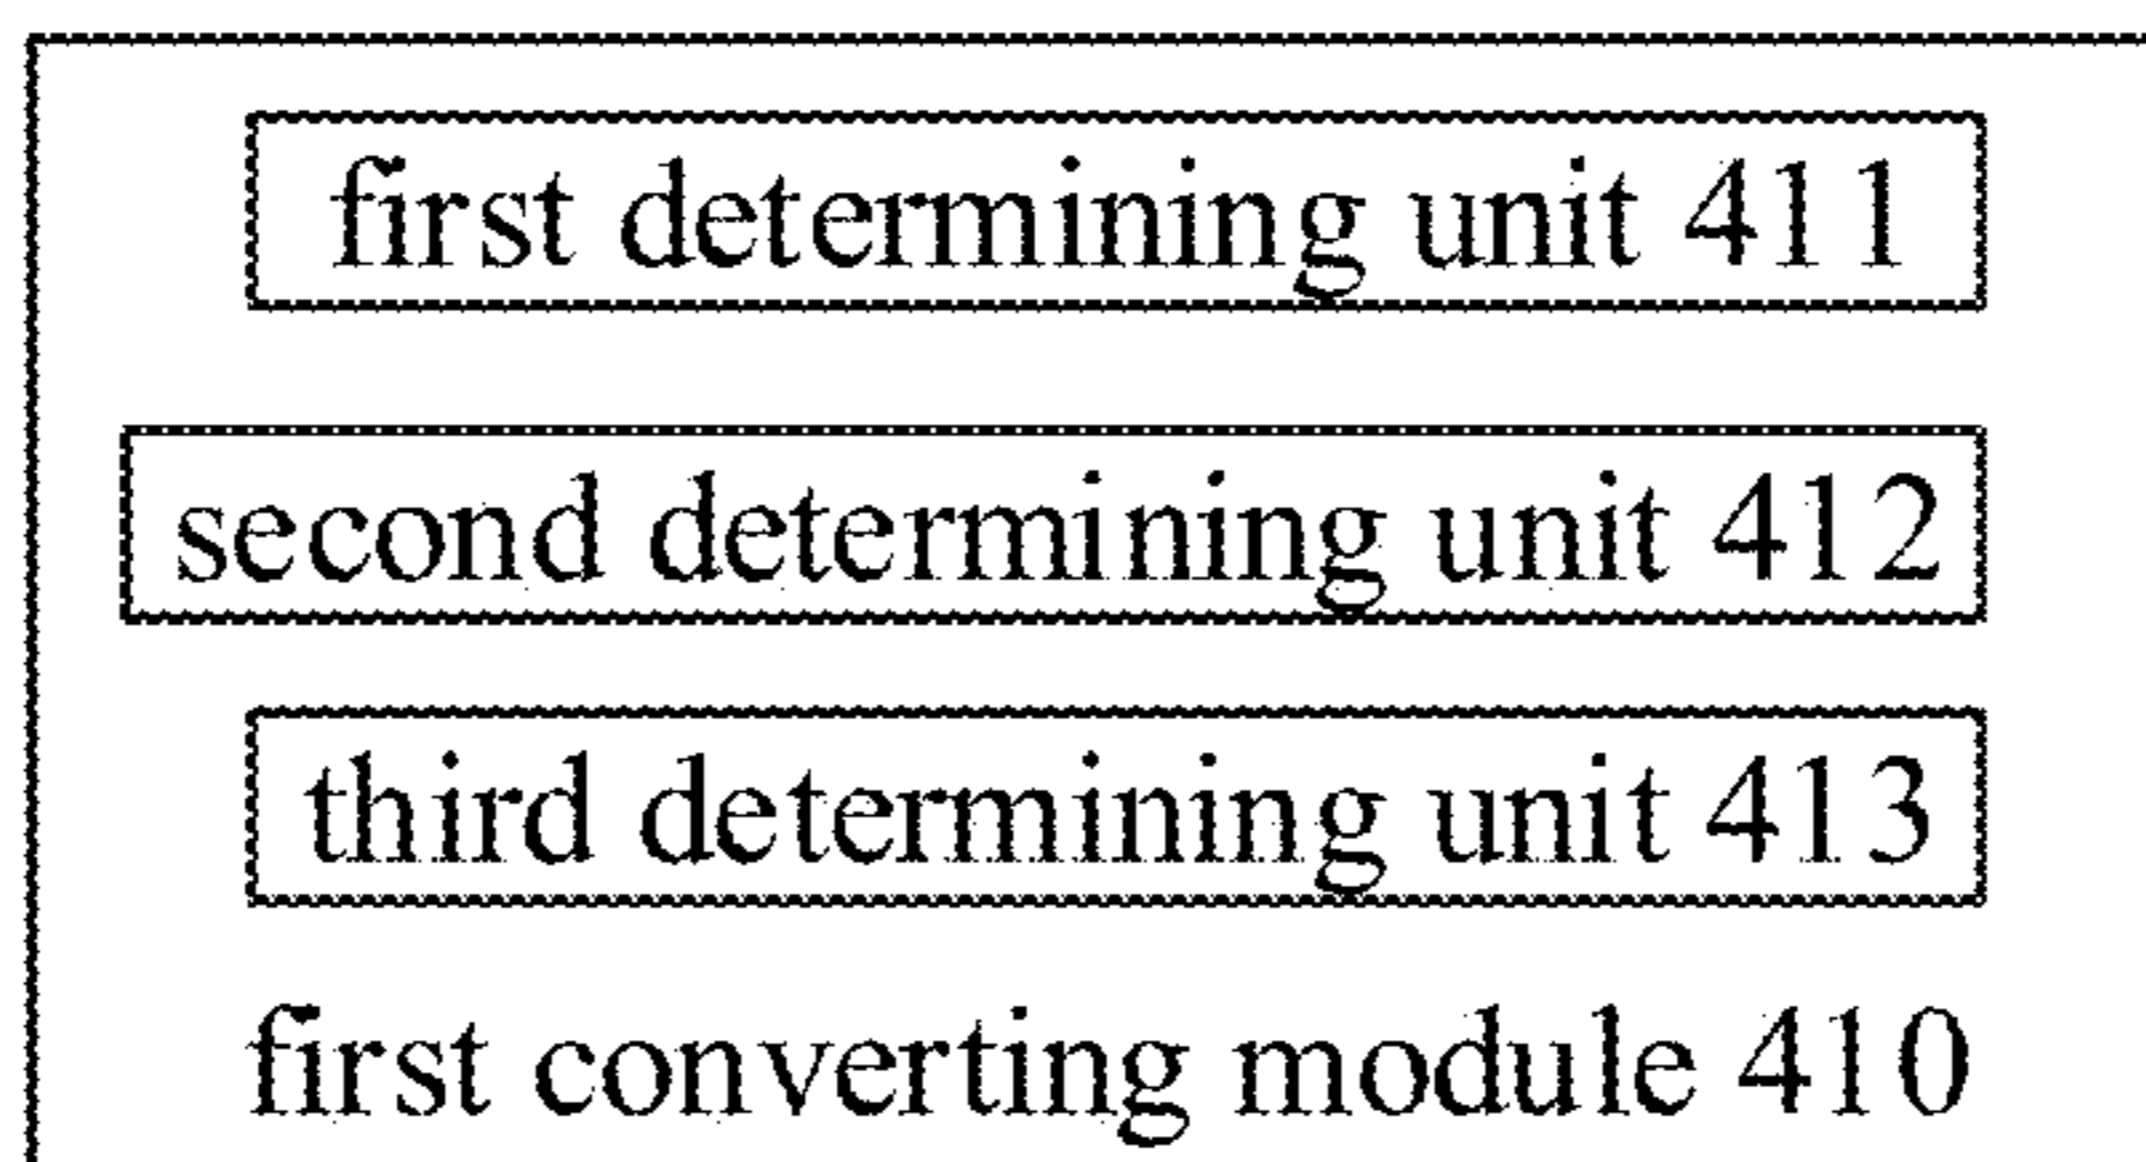 first determining unit 411
second determining unit 412
third determining unit 413
first converting module 410